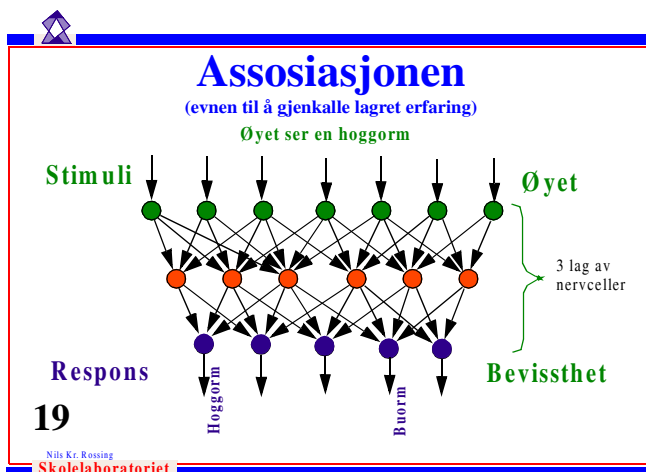 Assosiasjonen
(evnen til å gjenkalle lagret erfaring)
Øyet ser en hoggorm
Stimuli
Øyet
3 lag av
nervceller
Respons
Hoggorm
Buorm
Bevissthet
19
Nils Kr. Rossing
Skolelaboratoriet